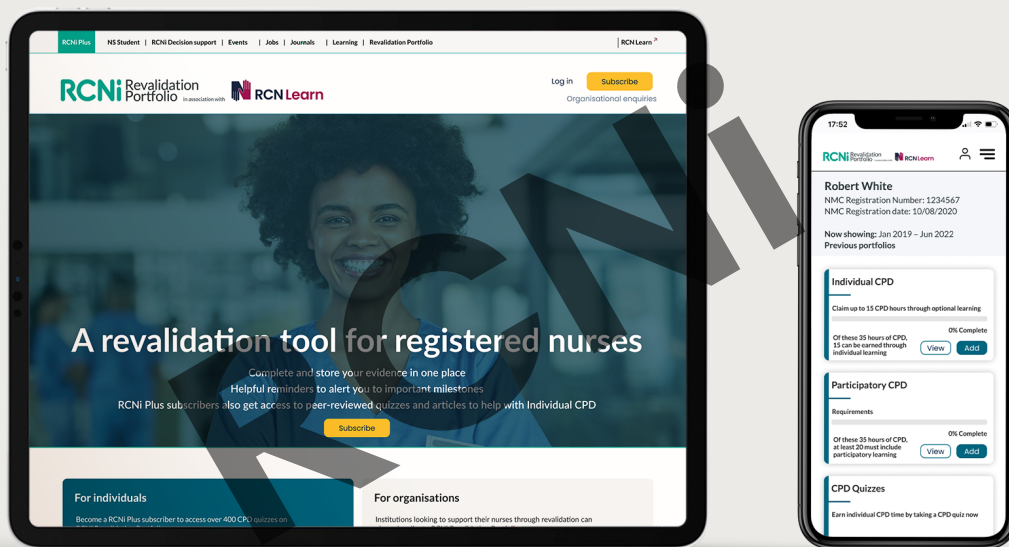 RCNi Plus NS Student | RCNi Decision support | Events | Jobs | Journals | Learning | Revalidation Portfolio | RCN Learn
RCNi Revalidation Portfolio in association with RCN Learn
Log in Subscribe
Organisational enquiries
A revalidation tool for registered nurses
Complete and store your evidence in one place
Helpful reminders to alert you to important milestones
RCNi Plus subscribers also get access to peer-reviewed quizzes and articles to help with Individual CPD
Subscribe
For individuals
Become a RCNi Plus subscriber to access over 400 CPD quizzes on
For organisations
Institutions looking to support their nurses through revalidation can
RCNi
17:52
RCNi Revalidation Portfolio RCN Learn
Robert White
NMC Registration Number: 1234567
NMC Registration date: 10/08/2020
Now showing: Jan 2019 – Jun 2022
Previous portfolios
Individual CPD
Claim up to 15 CPD hours through optional learning
0% Complete
Of these 35 hours of CPD,
15 can be earned through
individual learning
View Add
Participatory CPD
Requirements
0% Complete
Of these 35 hours of CPD,
at least 20 must include
participatory learning
View Add
CPD Quizzes
Earn individual CPD time by taking a CPD quiz now